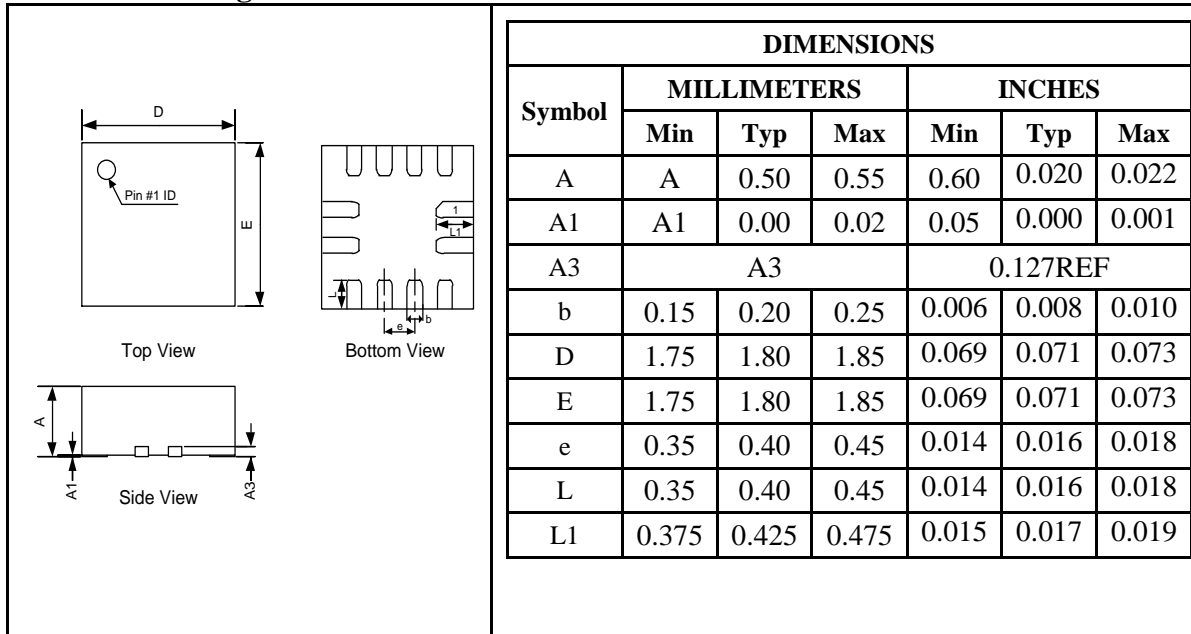 D
Pin #1 ID
E
1
L1
L
e
b
Top View
Bottom View
A
A1
A3
Side View
DIMENSIONS
Symbol MILLIMETERS INCHES
Min Typ Max Min Typ Max
A A 0.50 0.55 0.60 0.020 0.022
A1 A1 0.00 0.02 0.05 0.000 0.001
A3 A3 0.127REF
b 0.15 0.20 0.25 0.006 0.008 0.010
D 1.75 1.80 1.85 0.069 0.071 0.073
E 1.75 1.80 1.85 0.069 0.071 0.073
e 0.35 0.40 0.45 0.014 0.016 0.018
L 0.35 0.40 0.45 0.014 0.016 0.018
L1 0.375 0.425 0.475 0.015 0.017 0.019